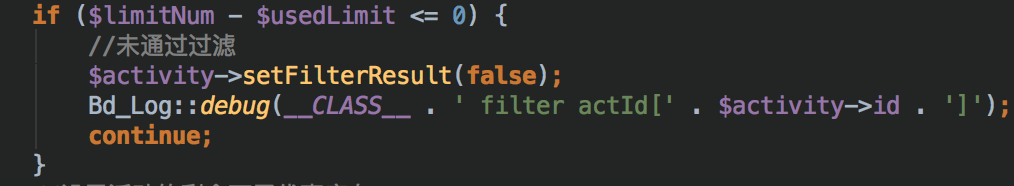 if ($limitNum - $usedLimit <= 0) {
    //未通过过滤
    $activity->setFilterResult(false);
    Bd_Log::debug(__CLASS__ . ' filter actId[' . $activity->id . ']');
    continue;
}